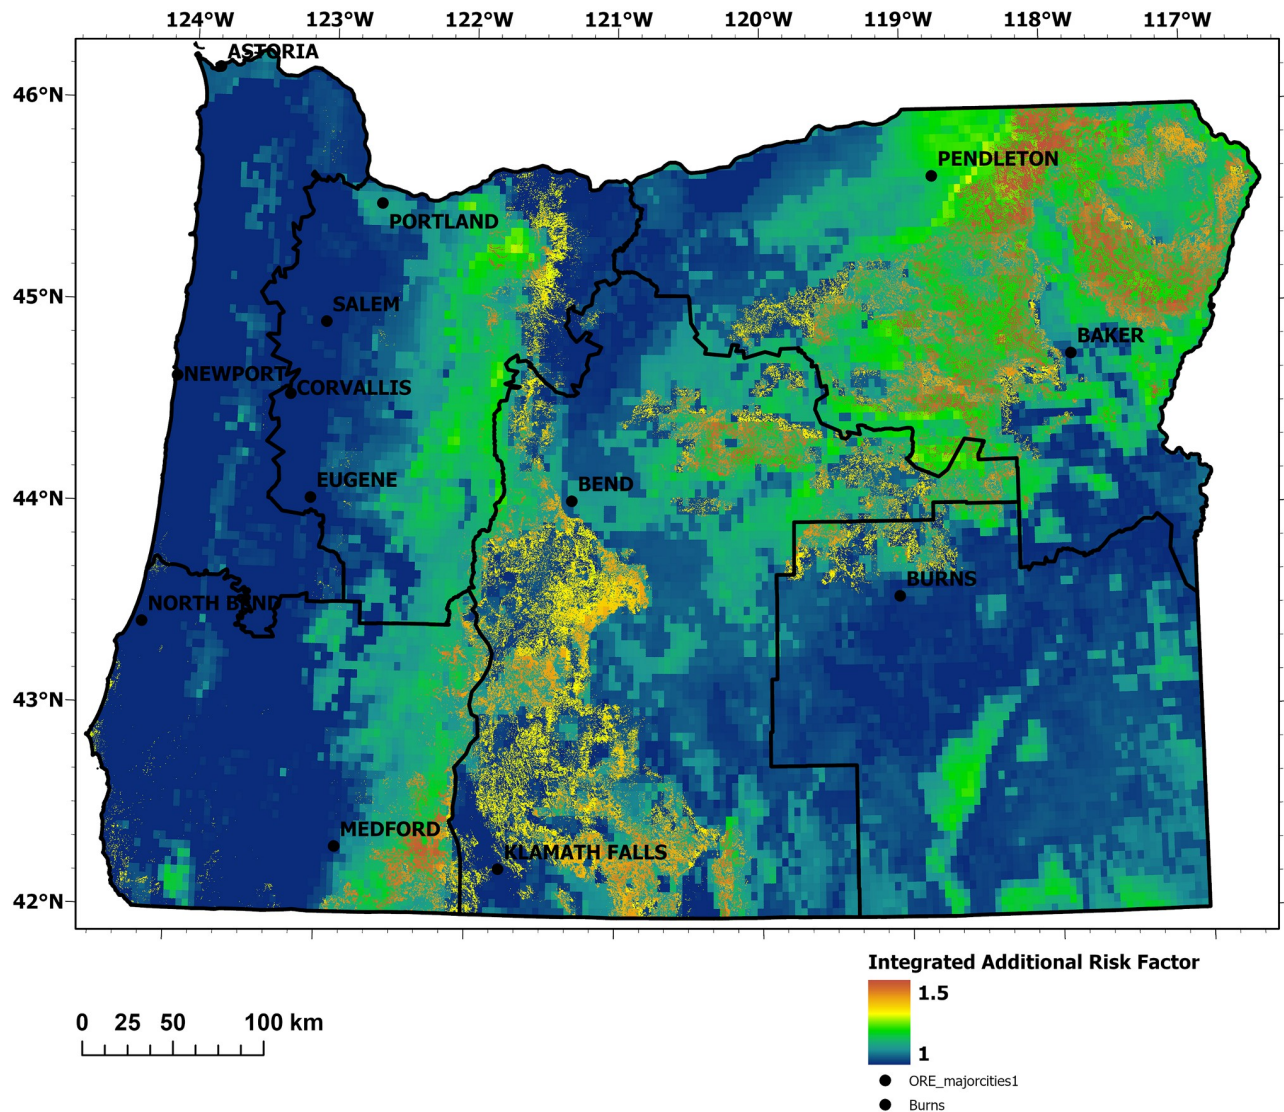 124°W 123°W 122°W 121°W 120°W 119°W 118°W 117°W
ASTORIA
46°N
PENDLETON
PORTLAND
45°N
SALEM
BAKER
NEWPORT
CORVALLIS
EUGENE
BEND
44°N
BURNS
NORTH BEND
43°N
MEDFORD
KLAMATH FALLS
42°N
Integrated Additional Risk Factor
1.5
1
0 25 50 100 km
ORE_majorcities1
Burns